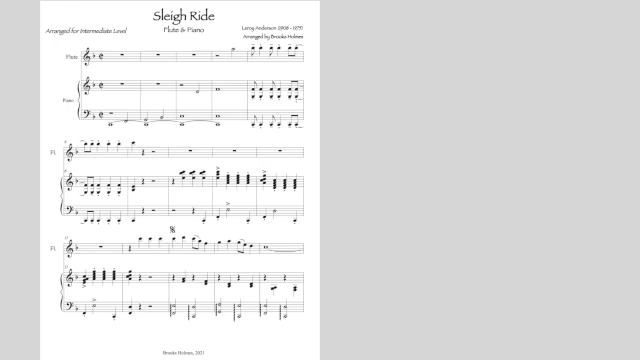 Sleigh Ride
Flute & Piano
Arranged for Intermediate Level
Leroy Anderson (1908 - 1975)
Arranged by Brooks Holmes
Flute
Piano
Fl.
Fl.
Brooks Holmes, 2021